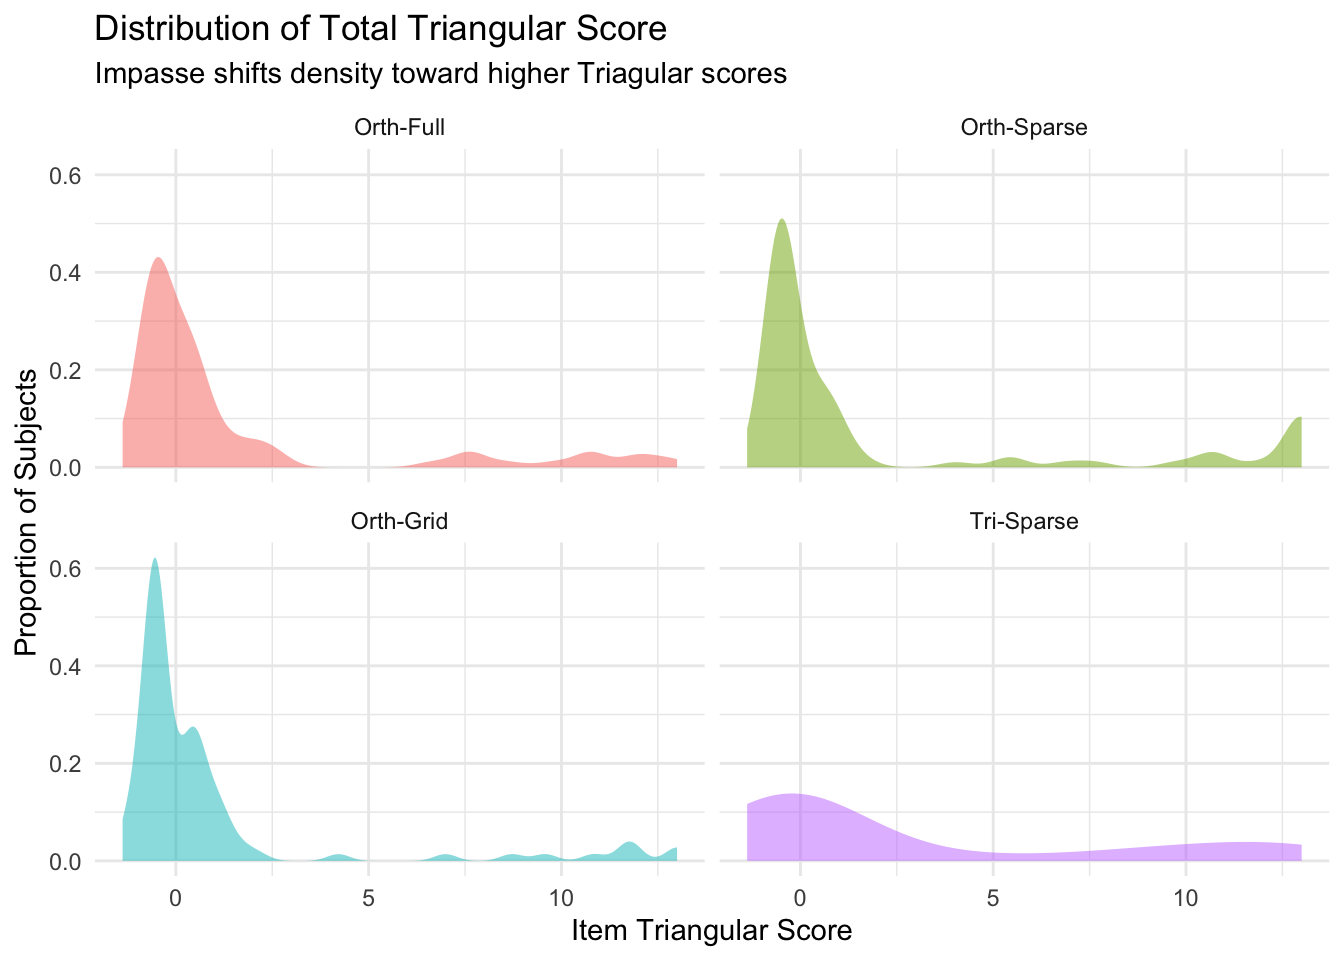 Distribution of Total Triangular Score
Impasse shifts density toward higher Triagular scores
Orth-Full
Orth-Sparse
0.6
0.4
0.2
0.0
Orth-Grid
Tri-Sparse
0.6
0.4
0.2
0.0
0
5
10
0
5
10
Item Triangular Score
Proportion of Subjects